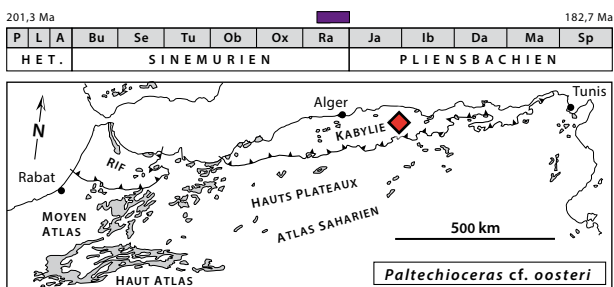 201,3 Ma 182,7 Ma
P L A Bu Se Tu Ob Ox Ra Ja Ib Da Ma Sp
HET. SINEMURIEN PLIENSBACHIEN
Tunis
Alger
N
KABYLIE
RIF
Rabat
HAUTS PLATEAUX
MOYEN
ATLAS
ATLAS SAHARIEN
500 km
HAUT ATLAS
Paltechioceras cf. oosteri